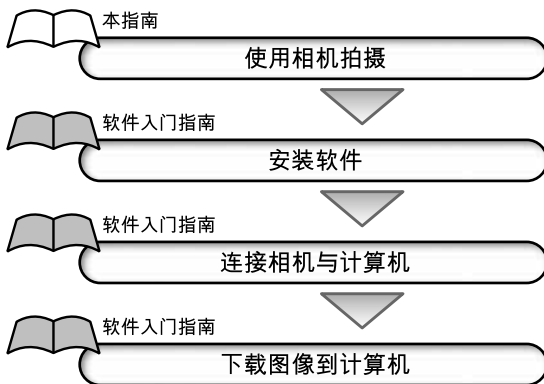 本指南
使用相机拍摄
软件入门指南
安装软件
软件入门指南
连接相机与计算机
软件入门指南
下载图像到计算机